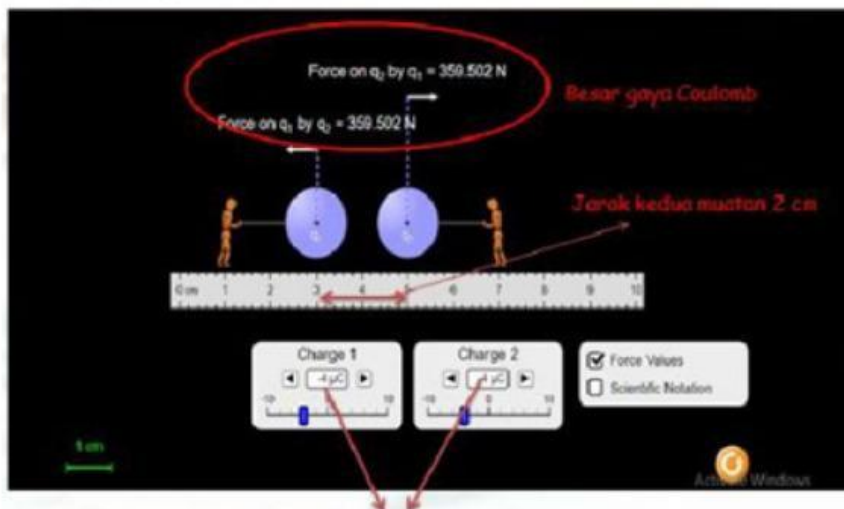 Force on q₂ by q₁ = 359.502 N
Besar gaya Coulomb
Force on q₁ by q₂ = 359.502 N
Jarak kedua muatan 2 cm
0 cm 1 2 3 4 5 6 7 8 9 10
Charge 1
-4 μC
-10 0 10
Charge 2
-4 μC
-10 0 10
Force Values
Scientific Notation
1 cm
Windows